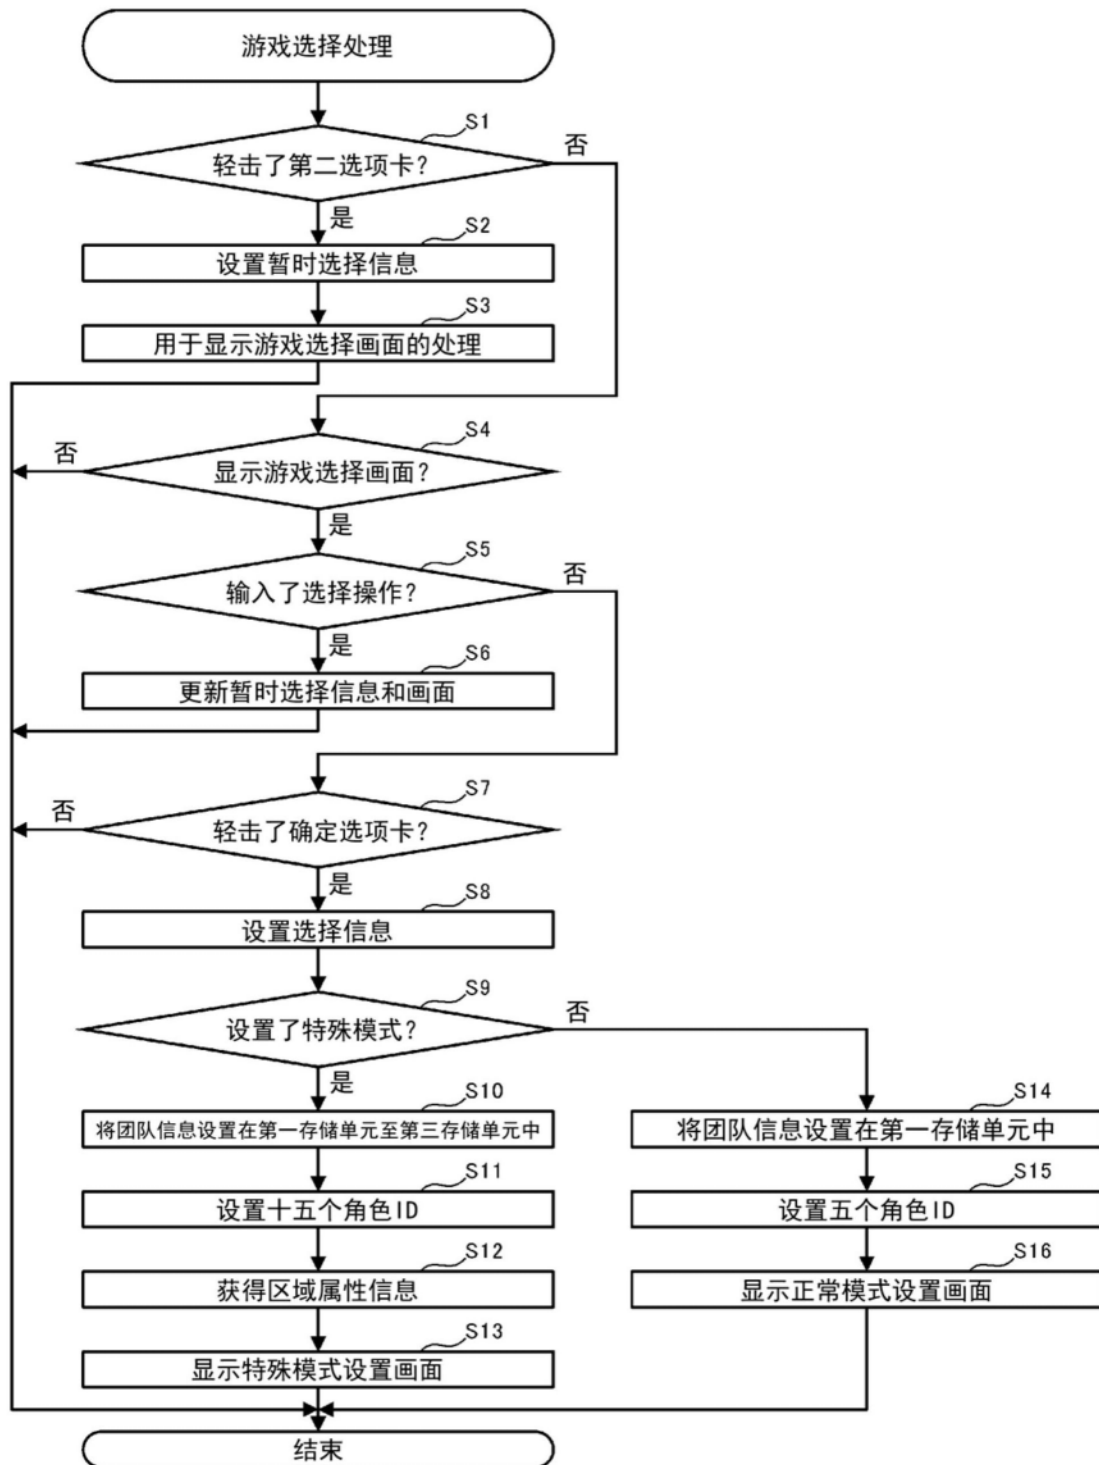 游戏选择处理
S1
轻击了第二选项卡？
否
是
S2
设置暂时选择信息
S3
用于显示游戏选择画面的处理
S4
否
显示游戏选择画面？
是
S5
输入了选择操作？
否
是
S6
更新暂时选择信息和画面
S7
否
轻击了确定选项卡？
是
S8
设置选择信息
S9
设置了特殊模式？
否
是
S10
将团队信息设置在第一存储单元至第三存储单元中
S11
设置十五个角色ID
S12
获得区域属性信息
S13
显示特殊模式设置画面
S14
将团队信息设置在第一存储单元中
S15
设置五个角色ID
S16
显示正常模式设置画面
结束